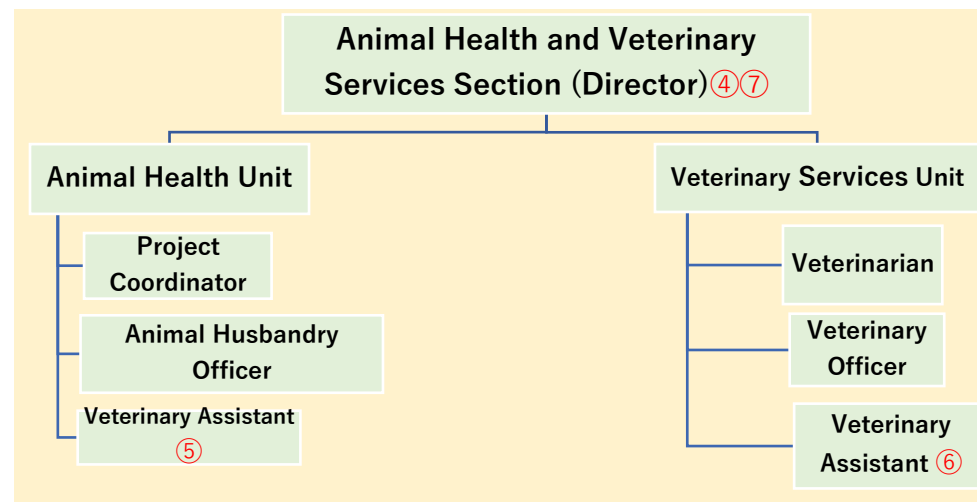 Animal Health and Veterinary
Services Section (Director)④⑦
Animal Health Unit
Project
Coordinator
Animal Husbandry
Officer
Veterinary Assistant
⑤
Veterinary Services Unit
Veterinarian
Veterinary
Officer
Veterinary
Assistant ⑥